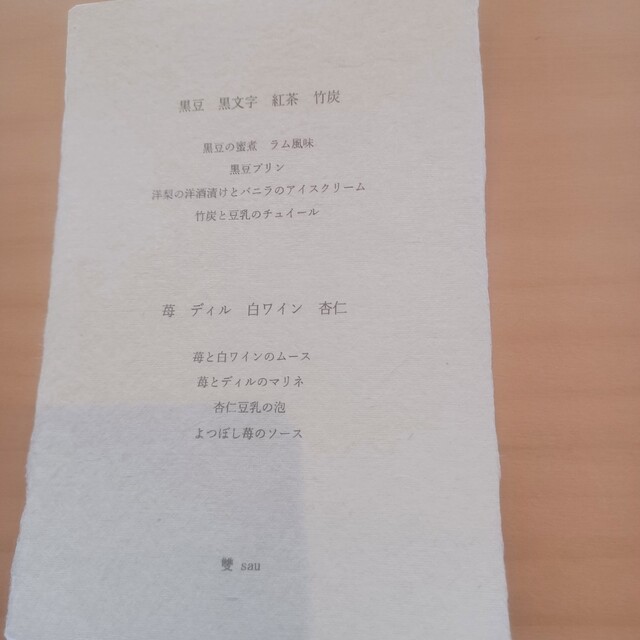 黒豆　黒文字　紅茶　竹炭
黒豆の蜜煮　ラム風味
黒豆プリン
洋梨の洋酒漬けとバニラのアイスクリーム
竹炭と豆乳のチュイール
苺　ディル　白ワイン　杏仁
苺と白ワインのムース
苺とディルのマリネ
杏仁豆乳の泡
よつぼし苺のソース
雙 sau